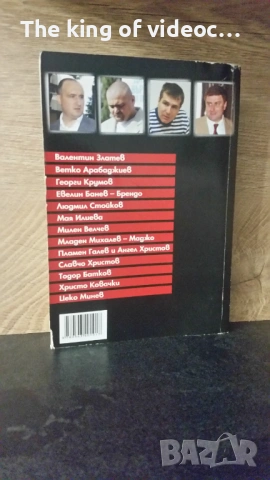 The king of videoc...
Валентин Златев
Ветко Арабаджиев
Георги Крумов
Евелин Банев – Брендо
Людмил Стойков
Мая Илиева
Милен Велчев
Младен Михалев – Маджо
Пламен Галев и Ангел Христов
Славчо Христов
Тодор Батков
Христо Ковачки
Цеко Минев
BAZAR